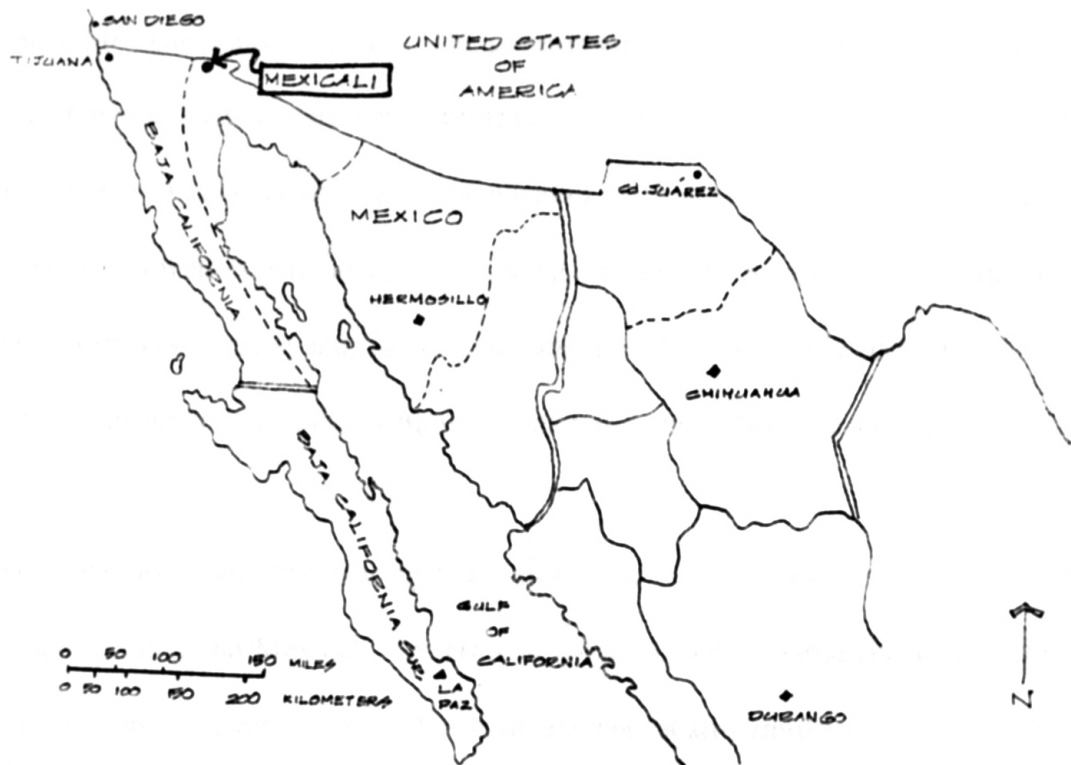 SAN DIEGO
TIJUANA
MEXICALI
UNITED STATES
OF
AMERICA
BAJA CALIFORNIA
MEXICO
CD. JUÁREZ
HERMOSILLO
CHIHUAHUA
BAJA CALIFORNIA SUR
GULF
OF
CALIFORNIA
LA
PAZ
DURANGO
0 50 100 150 MILES
0 50 100 150 200 KILOMETERS
N